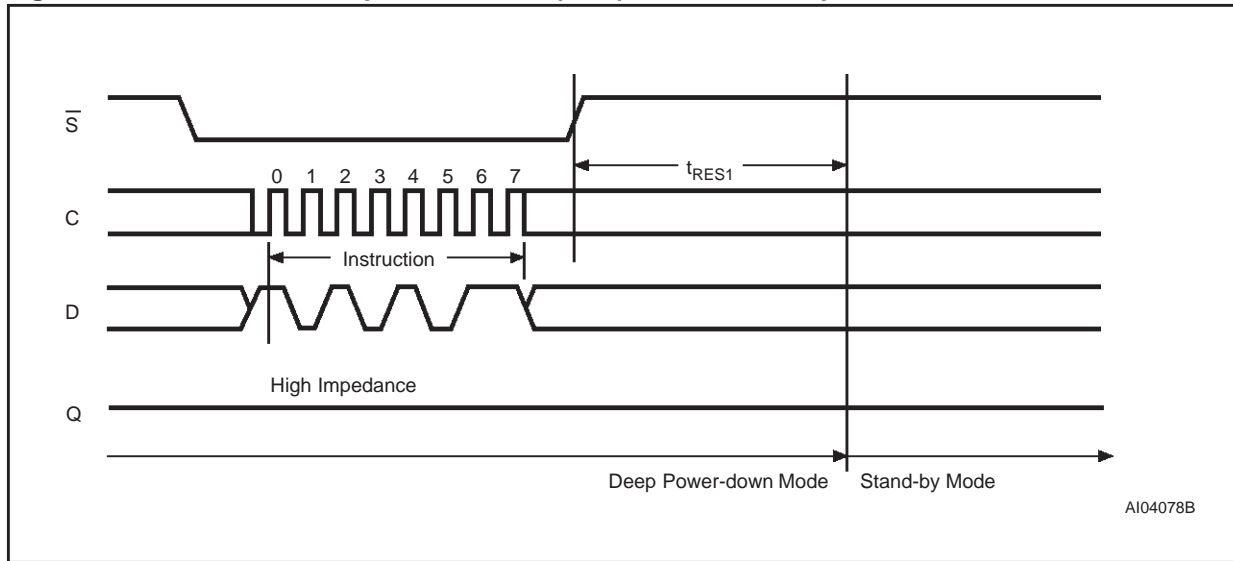 S
tRES1
0 1 2 3 4 5 6 7
C
Instruction
D
High Impedance
Q
Deep Power-down Mode Stand-by Mode
AI04078B